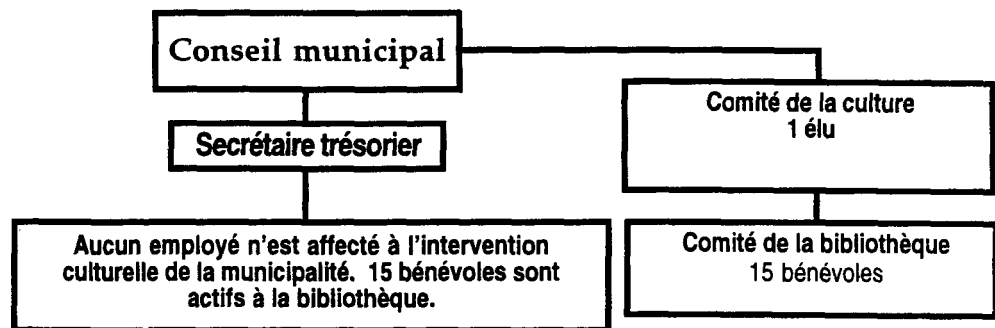 Conseil municipal
Comité de la culture
1 élu
Secrétaire trésorier
Aucun employé n'est affecté à l'intervention
culturelle de la municipalité. 15 bénévoles sont
actifs à la bibliothèque.
Comité de la bibliothèque
15 bénévoles